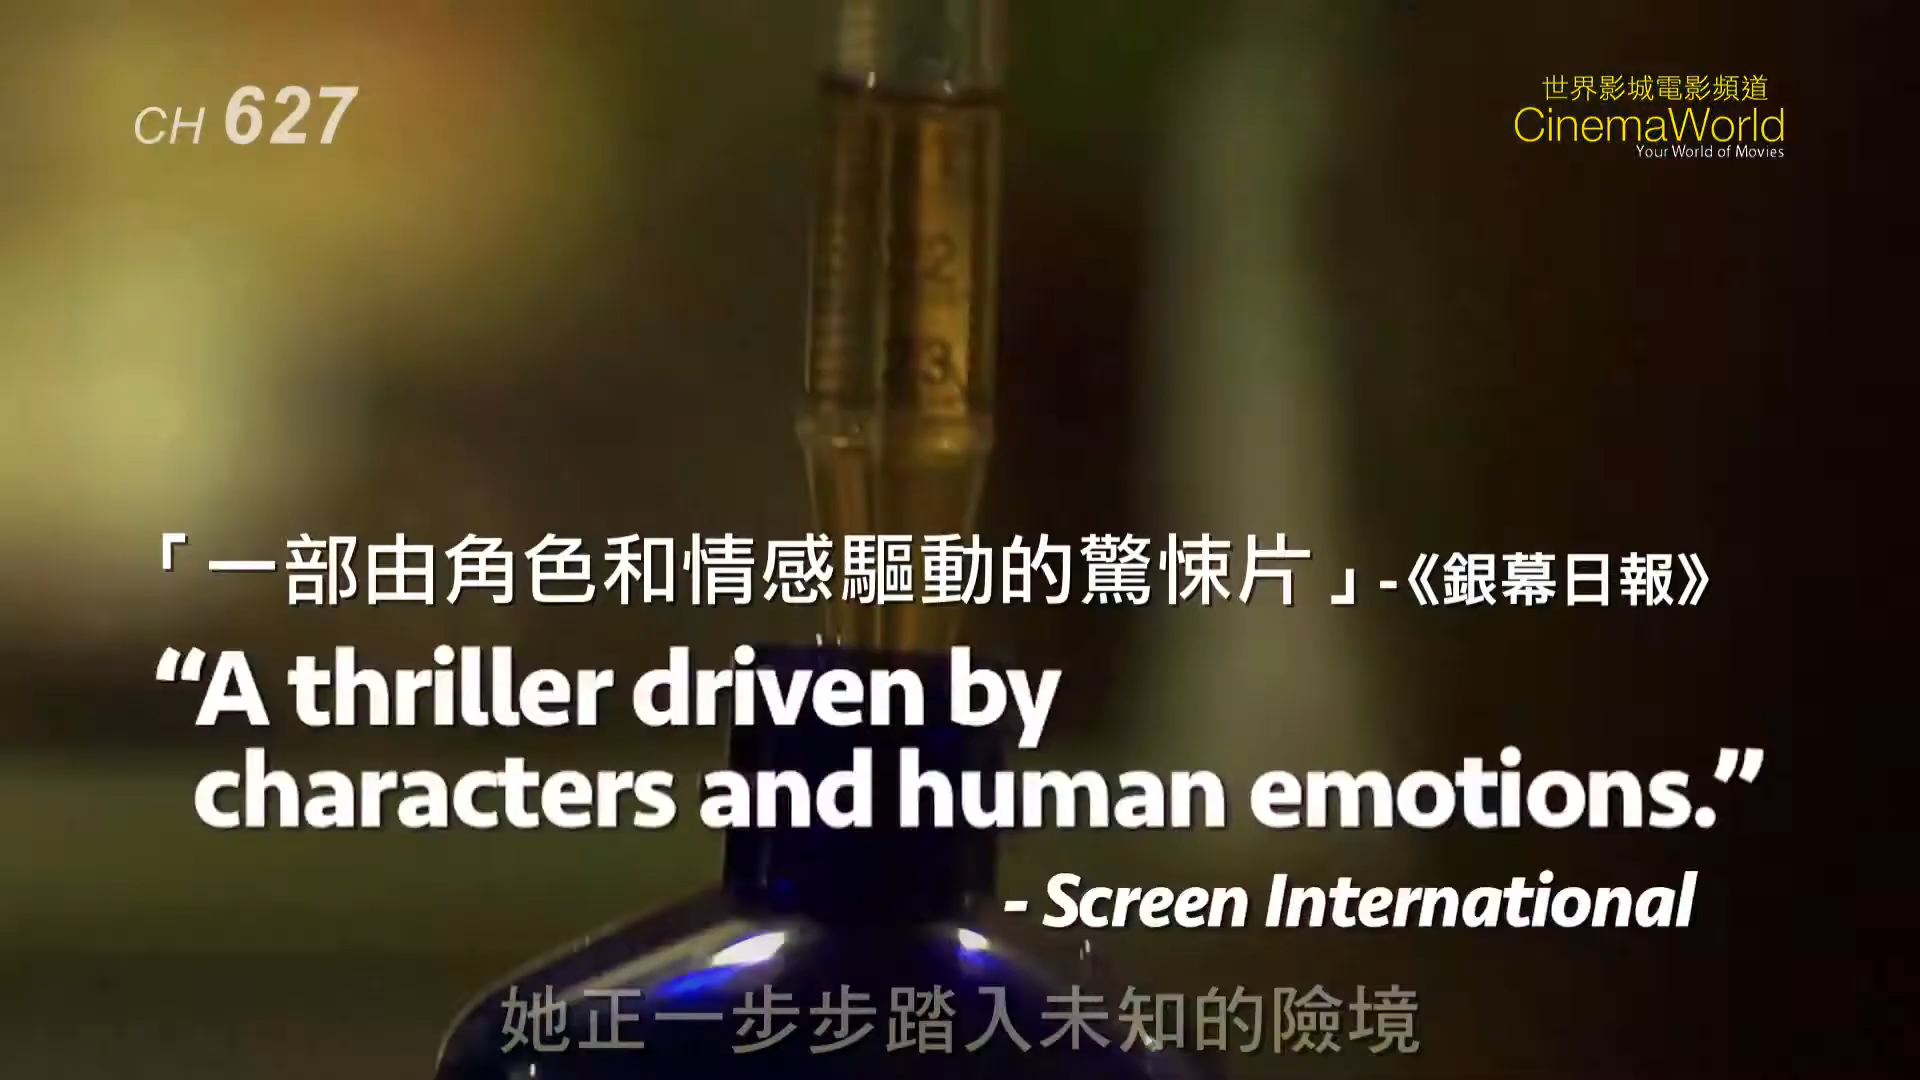 CH 627
世界影城電影頻道
CinemaWorld
Your World of Movies
2
3
「一部由角色和情感驅動的驚悚片」-《銀幕日報》
“A thriller driven by
characters and human emotions.”
- Screen International
她正一步步踏入未知的險境